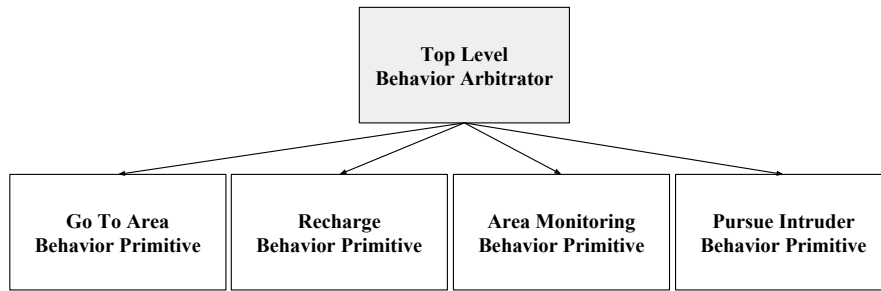 Top Level
Behavior Arbitrator
Go To Area
Behavior Primitive
Recharge
Behavior Primitive
Area Monitoring
Behavior Primitive
Pursue Intruder
Behavior Primitive